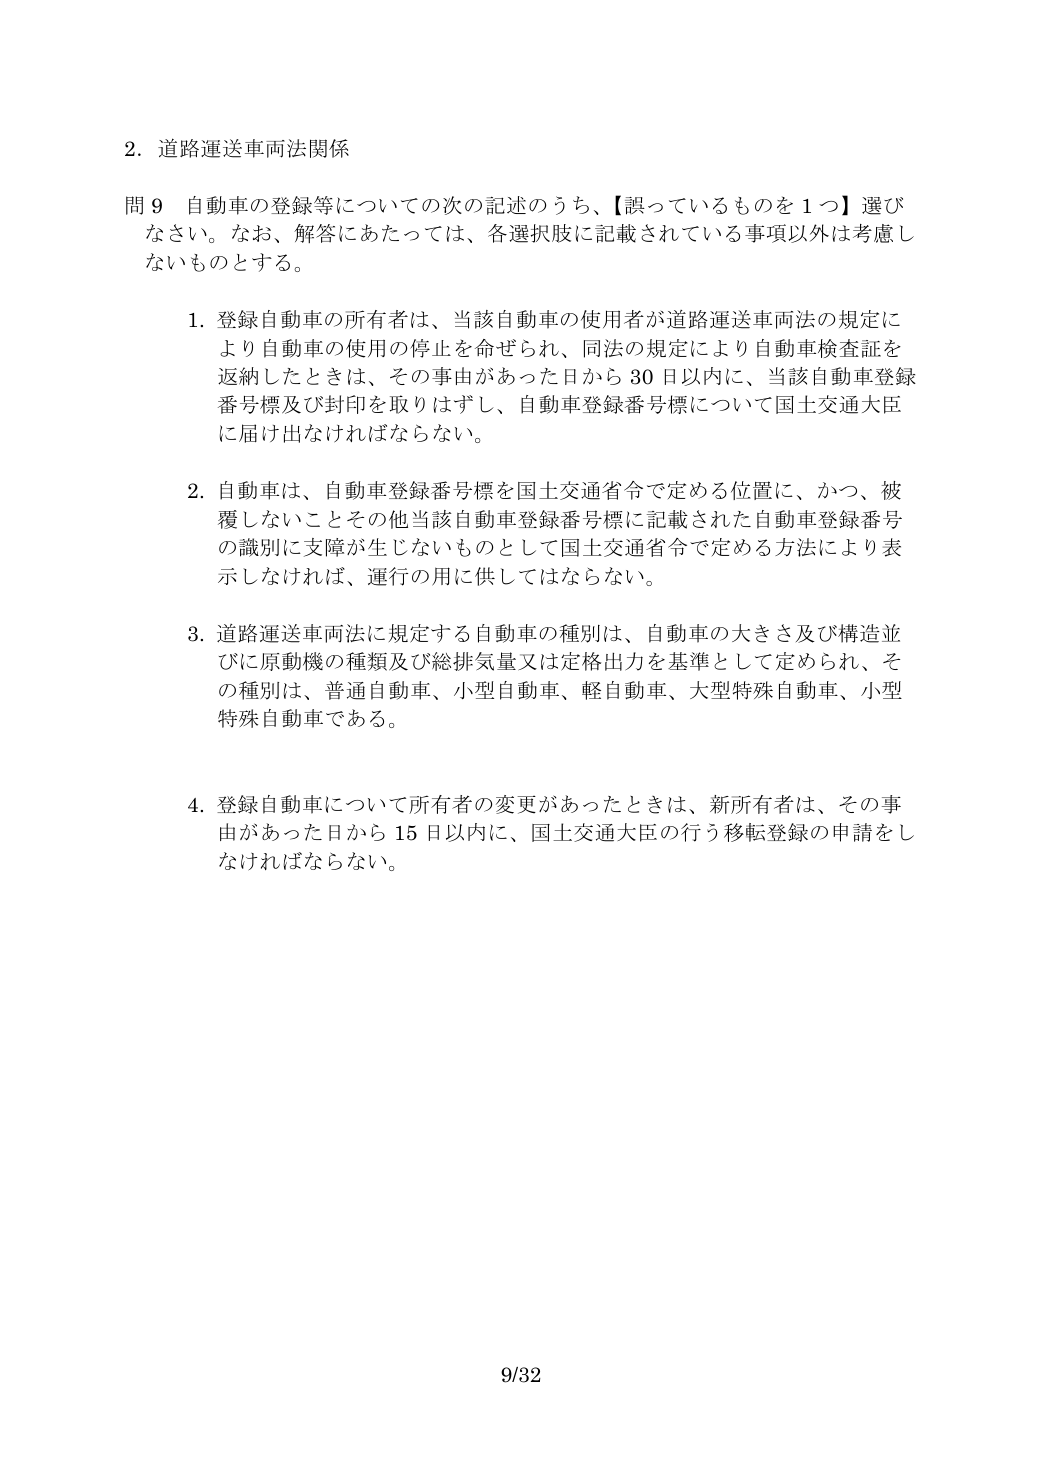 2. 道路運送車両法関係
問 9　自動車の登録等についての次の記述のうち、【誤っているものを 1 つ】選び
なさい。なお、解答にあたっては、各選択肢に記載されている事項以外は考慮し
ないものとする。
1. 登録自動車の所有者は、当該自動車の使用者が道路運送車両法の規定に
より自動車の使用の停止を命ぜられ、同法の規定により自動車検査証を
返納したときは、その事由があった日から 30 日以内に、当該自動車登録
番号標及び封印を取りはずし、自動車登録番号標について国土交通大臣
に届け出なければならない。
2. 自動車は、自動車登録番号標を国土交通省令で定める位置に、かつ、被
覆しないことその他当該自動車登録番号標に記載された自動車登録番号
の識別に支障が生じないものとして国土交通省令で定める方法により表
示しなければ、運行の用に供してはならない。
3. 道路運送車両法に規定する自動車の種別は、自動車の大きさ及び構造並
びに原動機の種類及び総排気量又は定格出力を基準として定められ、そ
の種別は、普通自動車、小型自動車、軽自動車、大型特殊自動車、小型
特殊自動車である。
4. 登録自動車について所有者の変更があったときは、新所有者は、その事
由があった日から 15 日以内に、国土交通大臣の行う移転登録の申請をし
なければならない。
9/32